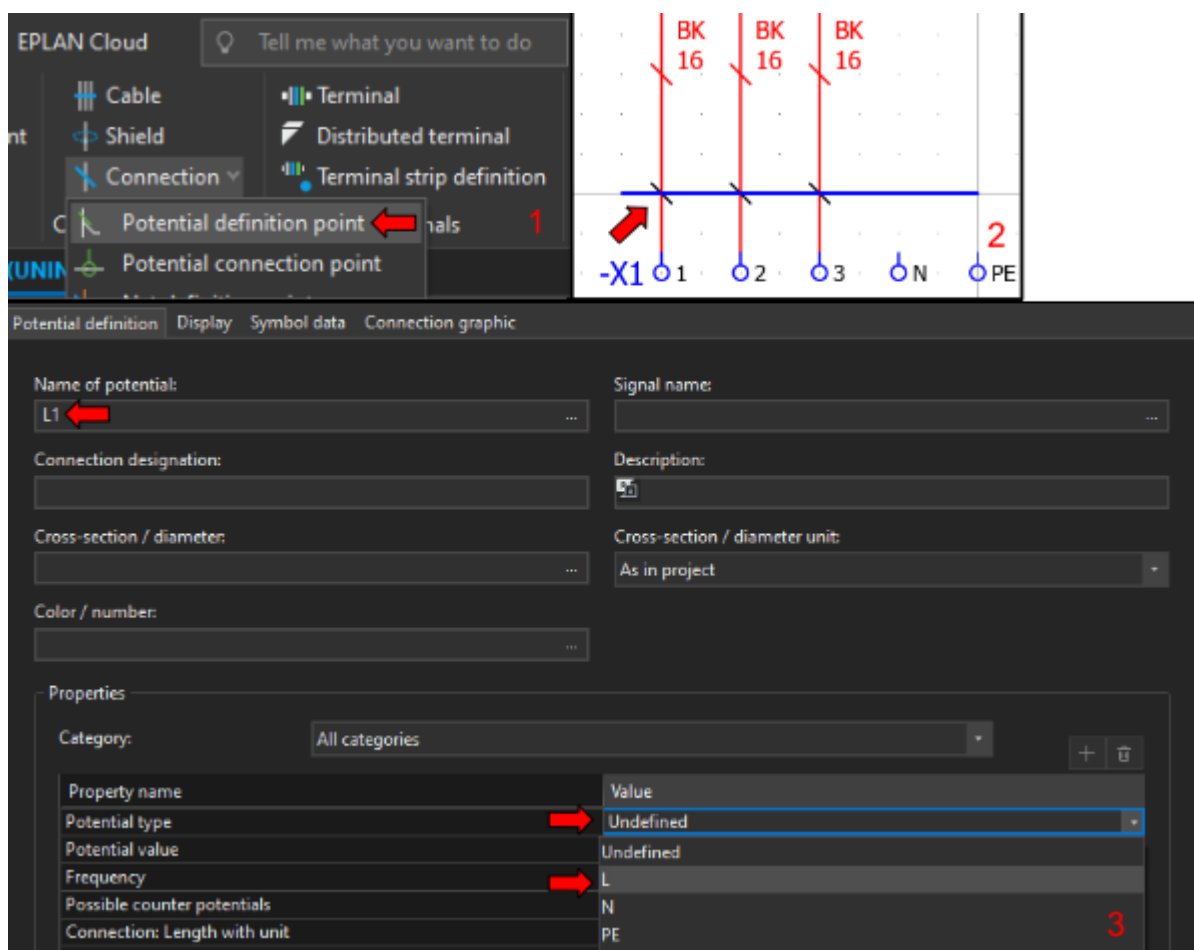 EPLAN Cloud
Tell me what you want to do
Cable
Terminal
nt
Shield
Distributed terminal
Connection
Terminal strip definition
C
Potential definition point
nals
1
(UNIN
Potential connection point
BK BK BK
16 16 16
2
-X1 1 2 3 N PE
Potential definition Display Symbol data Connection graphic
Name of potential:
Signal name:
L1
...
...
Connection designation:
Description:
Cross-section / diameter:
Cross-section / diameter unit:
...
As in project
Color / number:
...
Properties
Category:
All categories
Property name
Value
Potential type
Undefined
Potential value
Undefined
Frequency
L
Possible counter potentials
N
Connection: Length with unit
PE
3